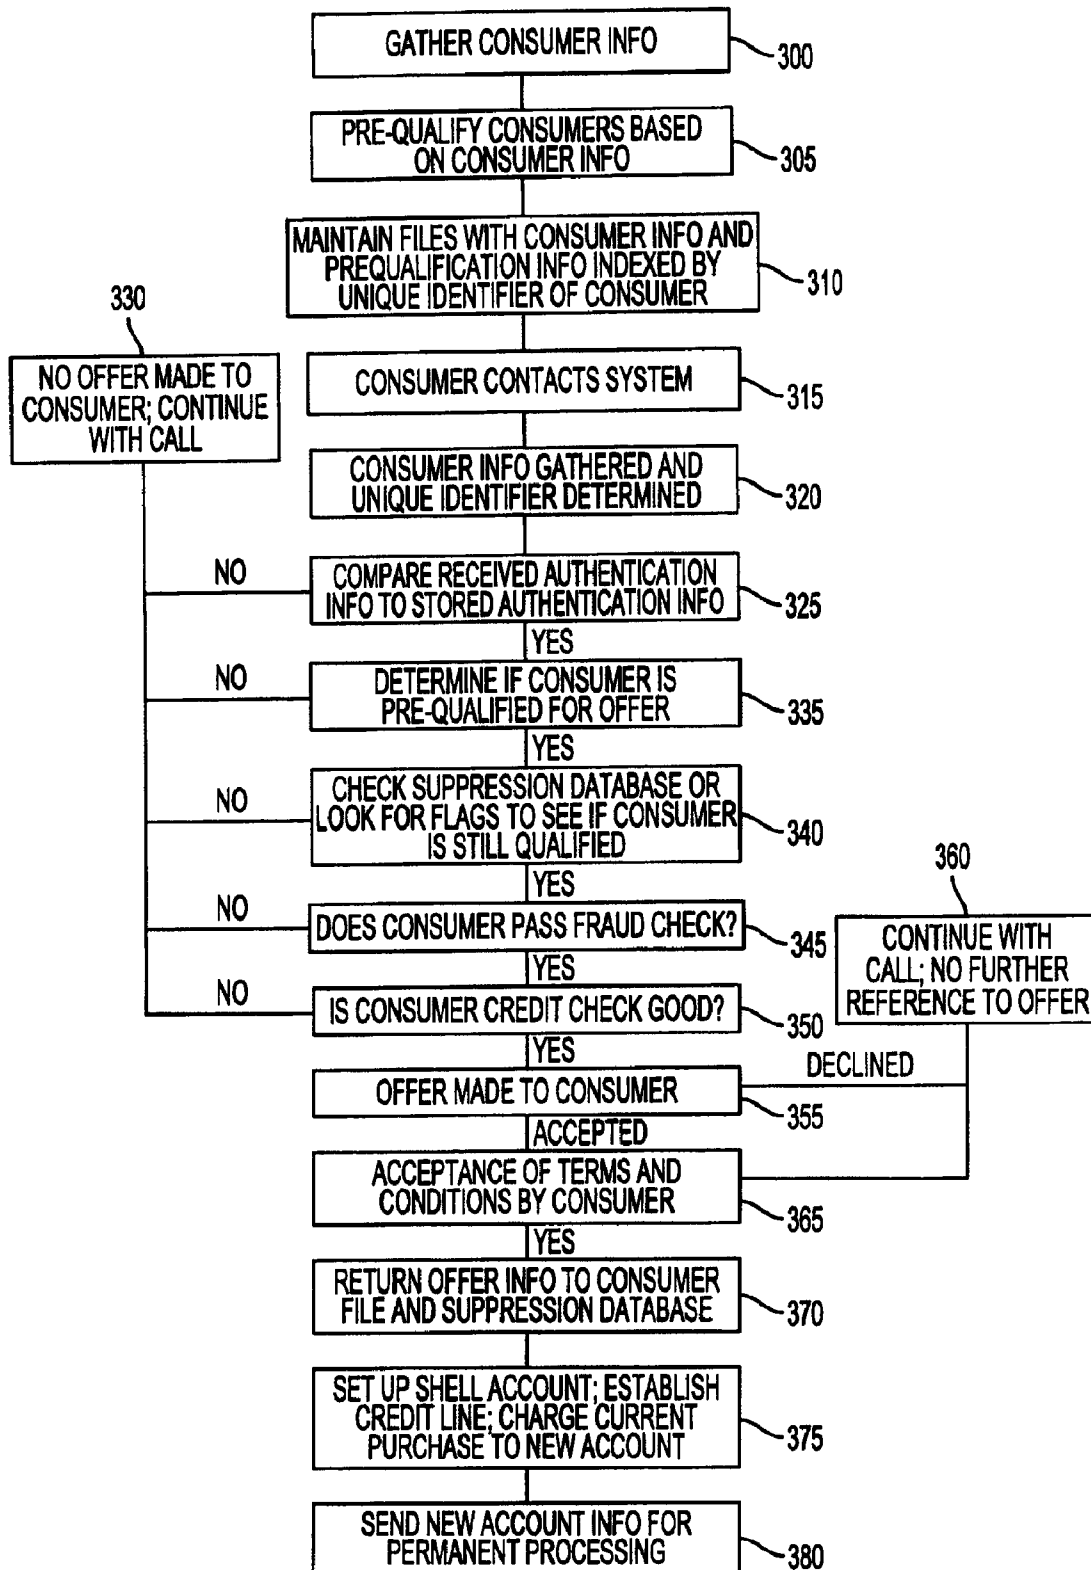 GATHER CONSUMER INFO
300
PRE-QUALIFY CONSUMERS BASED
ON CONSUMER INFO
305
MAINTAIN FILES WITH CONSUMER INFO AND
PREQUALIFICATION INFO INDEXED BY
UNIQUE IDENTIFIER OF CONSUMER
310
330
NO OFFER MADE TO
CONSUMER; CONTINUE
WITH CALL
CONSUMER CONTACTS SYSTEM
315
CONSUMER INFO GATHERED AND
UNIQUE IDENTIFIER DETERMINED
320
NO
COMPARE RECEIVED AUTHENTICATION
INFO TO STORED AUTHENTICATION INFO
325
YES
NO
DETERMINE IF CONSUMER IS
PRE-QUALIFIED FOR OFFER
335
YES
NO
CHECK SUPPRESSION DATABASE OR
LOOK FOR FLAGS TO SEE IF CONSUMER
IS STILL QUALIFIED
340
YES
NO
DOES CONSUMER PASS FRAUD CHECK?
345
YES
NO
IS CONSUMER CREDIT CHECK GOOD?
350
YES
360
CONTINUE WITH
CALL; NO FURTHER
REFERENCE TO OFFER
OFFER MADE TO CONSUMER
355
DECLINED
ACCEPTED
ACCEPTANCE OF TERMS AND
CONDITIONS BY CONSUMER
365
YES
RETURN OFFER INFO TO CONSUMER
FILE AND SUPPRESSION DATABASE
370
SET UP SHELL ACCOUNT; ESTABLISH
CREDIT LINE; CHARGE CURRENT
PURCHASE TO NEW ACCOUNT
375
SEND NEW ACCOUNT INFO FOR
PERMANENT PROCESSING
380